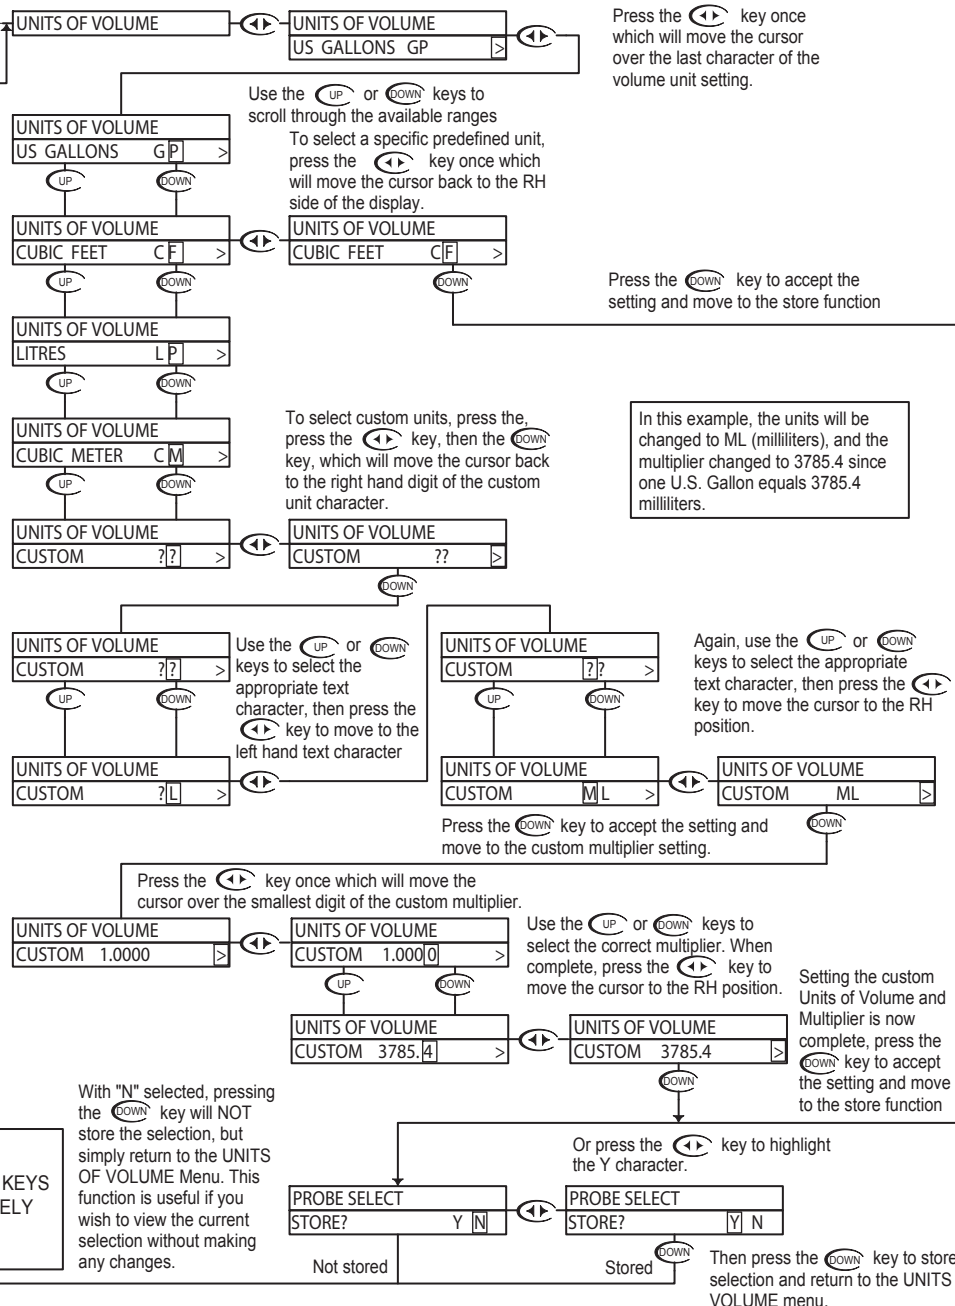 UNITS OF VOLUME
UNITS OF VOLUME
US GALLONS GP >
Press the key once
which will move the cursor
over the last character of the
volume unit setting.
Use the UP or DOWN keys to
scroll through the available ranges
UNITS OF VOLUME
US GALLONS GP >
To select a specific predefined unit,
press the key once which
will move the cursor back to the RH
side of the display.
UP DOWN
UNITS OF VOLUME
CUBIC FEET CF >
UNITS OF VOLUME
CUBIC FEET CF >
UP DOWN
DOWN
Press the DOWN key to accept the
setting and move to the store function
UNITS OF VOLUME
LITRES LP >
UP DOWN
UNITS OF VOLUME
CUBIC METER CM >
UP DOWN
To select custom units, press the,
press the key, then the DOWN
key, which will move the cursor back
to the right hand digit of the custom
unit character.
In this example, the units will be
changed to ML (milliliters), and the
multiplier changed to 3785.4 since
one U.S. Gallon equals 3785.4
milliliters.
UNITS OF VOLUME
CUSTOM ?? >
UNITS OF VOLUME
CUSTOM ?? >
DOWN
UNITS OF VOLUME
CUSTOM ?? >
UP DOWN
Use the UP or DOWN
keys to select the
appropriate text
character, then press the
key to move to the
left hand text character
UNITS OF VOLUME
CUSTOM ?? >
UP DOWN
Again, use the UP or DOWN
keys to select the appropriate
text character, then press the
key to move the cursor to the RH
position.
UNITS OF VOLUME
CUSTOM ?L >
UNITS OF VOLUME
CUSTOM ML >
UNITS OF VOLUME
CUSTOM ML >
Press the DOWN key to accept the setting and
move to the custom multiplier setting.
DOWN
Press the key once which will move the
cursor over the smallest digit of the custom multiplier.
UNITS OF VOLUME
CUSTOM 1.0000 >
UNITS OF VOLUME
CUSTOM 1.0000 >
UP DOWN
Use the UP or DOWN keys to
select the correct multiplier. When
complete, press the key to
move the cursor to the RH position.
UNITS OF VOLUME
CUSTOM 3785.4 >
UNITS OF VOLUME
CUSTOM 3785.4 >
DOWN
Setting the custom
Units of Volume and
Multiplier is now
complete, press the
DOWN key to accept
the setting and move
to the store function
With "N" selected, pressing
the DOWN key will NOT
store the selection, but
simply return to the UNITS
OF VOLUME Menu. This
function is useful if you
wish to view the current
selection without making
any changes.
KEYS
ELY
Or press the key to highlight
the Y character.
PROBE SELECT
STORE? Y N
PROBE SELECT
STORE? Y N
Not stored
Stored
DOWN
Then press the DOWN key to store
selection and return to the UNITS
VOLUME menu.